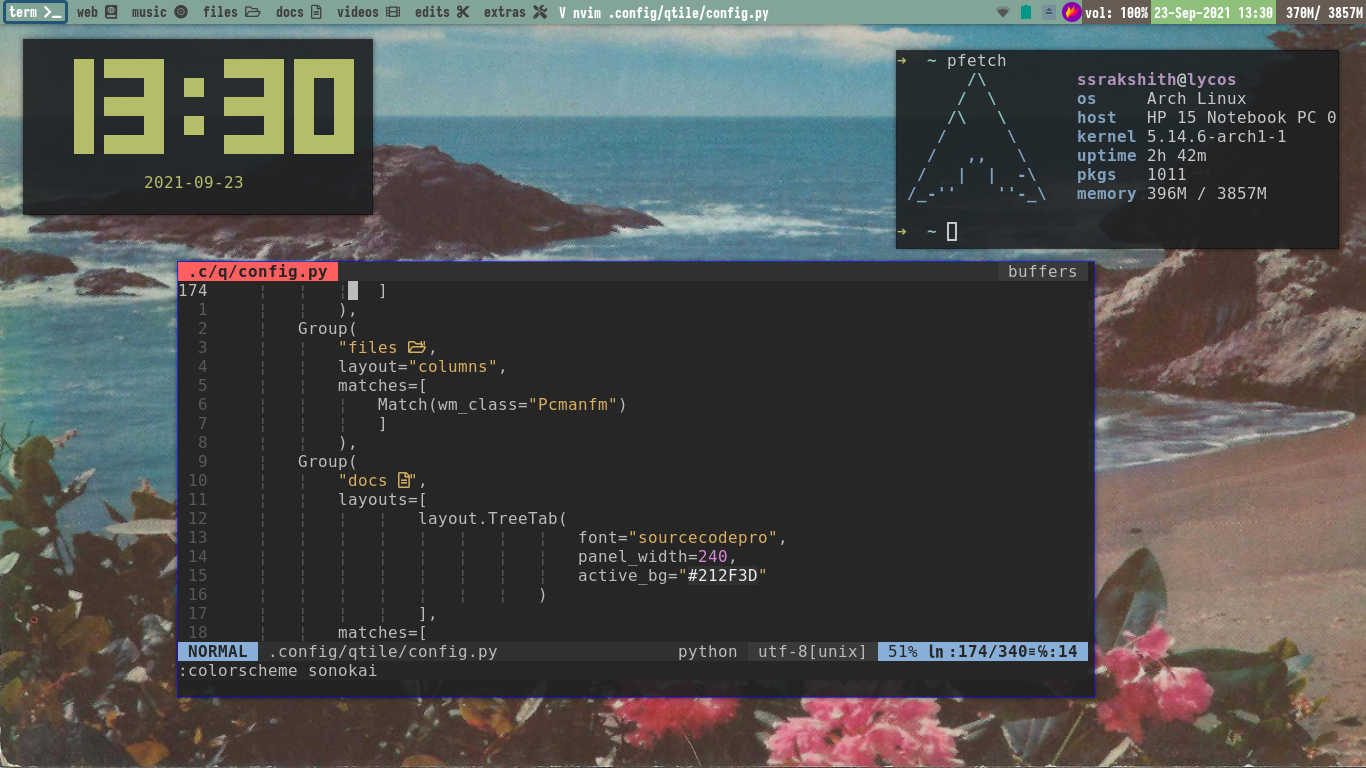 term web music files docs videos edits extras V nvim .config/qtile/config.py vol: 100% 23-Sep-2021 13:30 370M/ 3857M
13:30
2021-09-23
➜ ~ pfetch
/\ ssrakshith@lycos
/ \ os Arch Linux
/\ \ host HP 15 Notebook PC 0
/ \ kernel 5.14.6-arch1-1
/ ,, \ uptime 2h 42m
/ | | -\ pkgs 1011
/_-'' ''-_\ memory 396M / 3857M
➜ ~
.c/q/config.py buffers
174 ]
1 ),
2 Group(
3 "files ",
4 layout="columns",
5 matches=[
6 Match(wm_class="Pcmanfm")
7 ]
8 ),
9 Group(
10 "docs ",
11 layouts=[
12 layout.TreeTab(
13 font="sourcecodepro",
14 panel_width=240,
15 active_bg="#212F3D"
16 )
17 ],
18 matches=[
NORMAL .config/qtile/config.py python utf-8[unix] 51% ln:174/340≡℅:14
:colorscheme sonokai